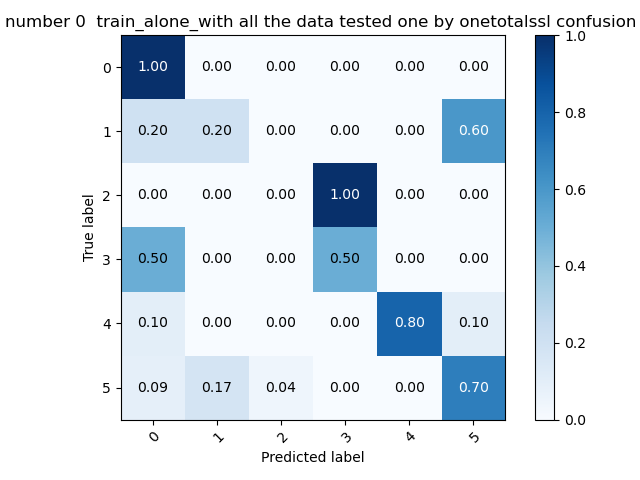 number 0  train_alone_with all the data tested one by onetotalssl confusion
1.0
0 1.00 0.00 0.00 0.00 0.00 0.00
0.8
1 0.20 0.20 0.00 0.00 0.00 0.60
0.6
2 0.00 0.00 1.00 0.00 0.00
True label
3 0.50 0.00 0.00 0.50 0.00 0.00
0.4
4 0.10 0.00 0.00 0.00 0.80 0.10
0.2
5 0.09 0.17 0.04 0.00 0.00 0.70
0.0
0 1 2 3 4 5
Predicted label